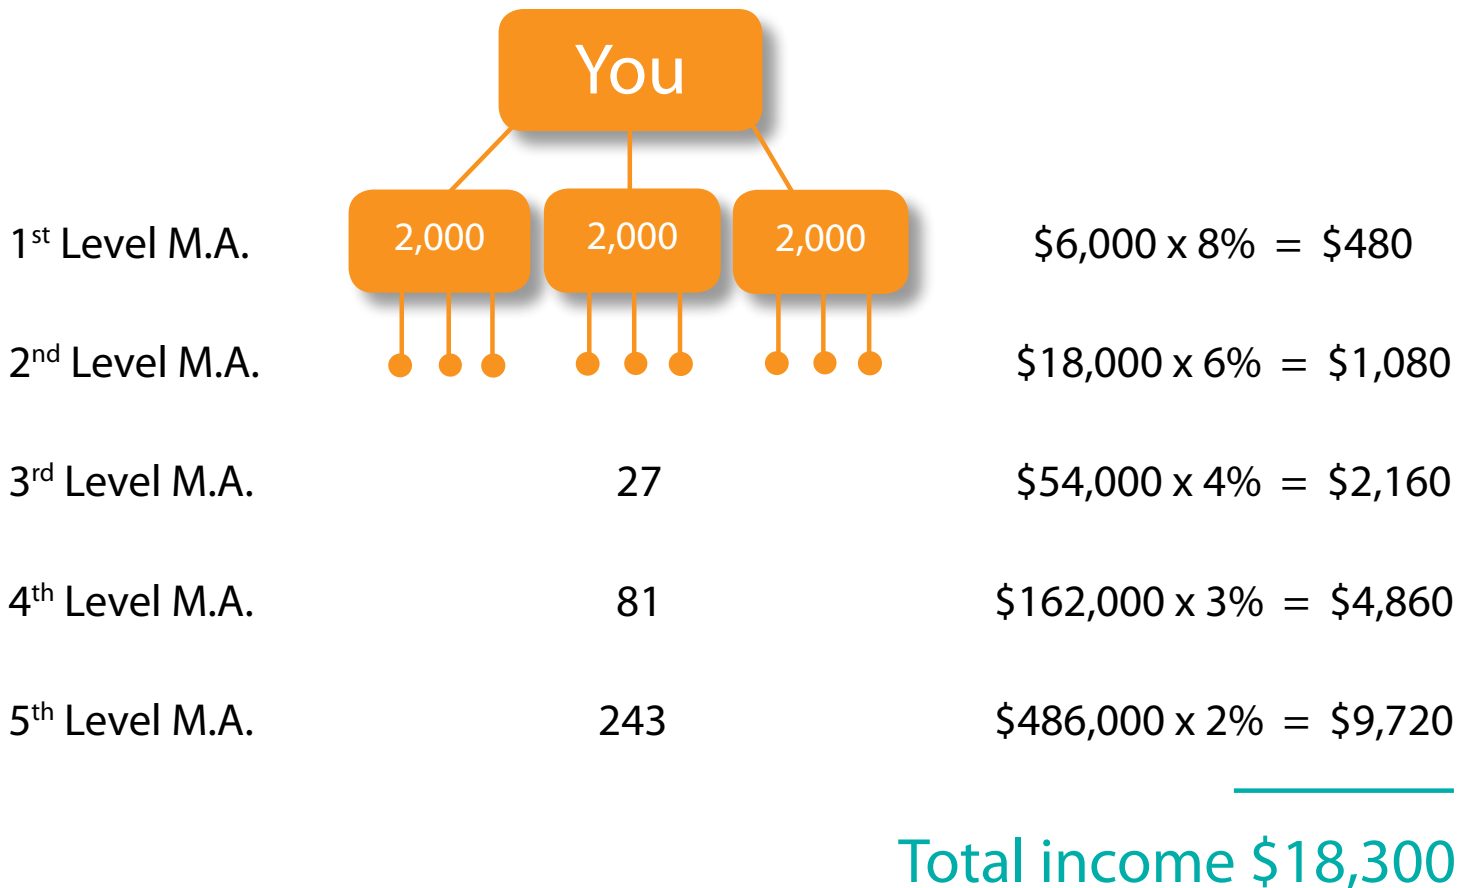 You
1st Level M.A. 2,000 2,000 2,000 $6,000 x 8% = $480
2nd Level M.A. $18,000 x 6% = $1,080
3rd Level M.A. 27 $54,000 x 4% = $2,160
4th Level M.A. 81 $162,000 x 3% = $4,860
5th Level M.A. 243 $486,000 x 2% = $9,720
Total income $18,300